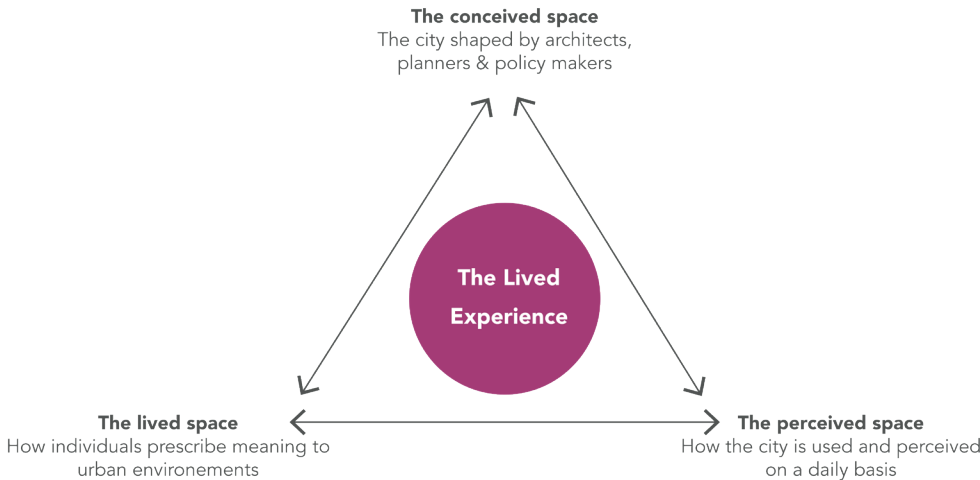 The conceived space
The city shaped by architects,
planners & policy makers
The Lived
Experience
The lived space
How individuals prescribe meaning to
urban environements
The perceived space
How the city is used and perceived
on a daily basis